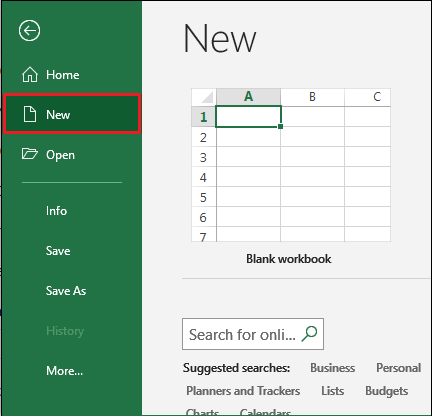 New
Home
New
Open
Info
Save
Save As
History
More...
A B C
1
2
3
4
5
6
7
Blank workbook
Search for onli...
Suggested searches: Business Personal
Planners and Trackers Lists Budgets
Charts Calendars